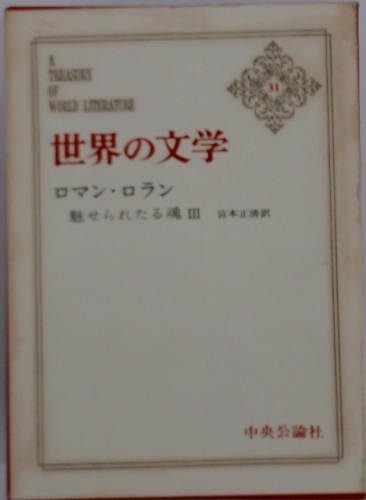 A
TREASURY
OF
WORLD LITERATURE
31
世界の文学
ロマン・ロラン
魅せられたる魂 III 宮本正清訳
中央公論社